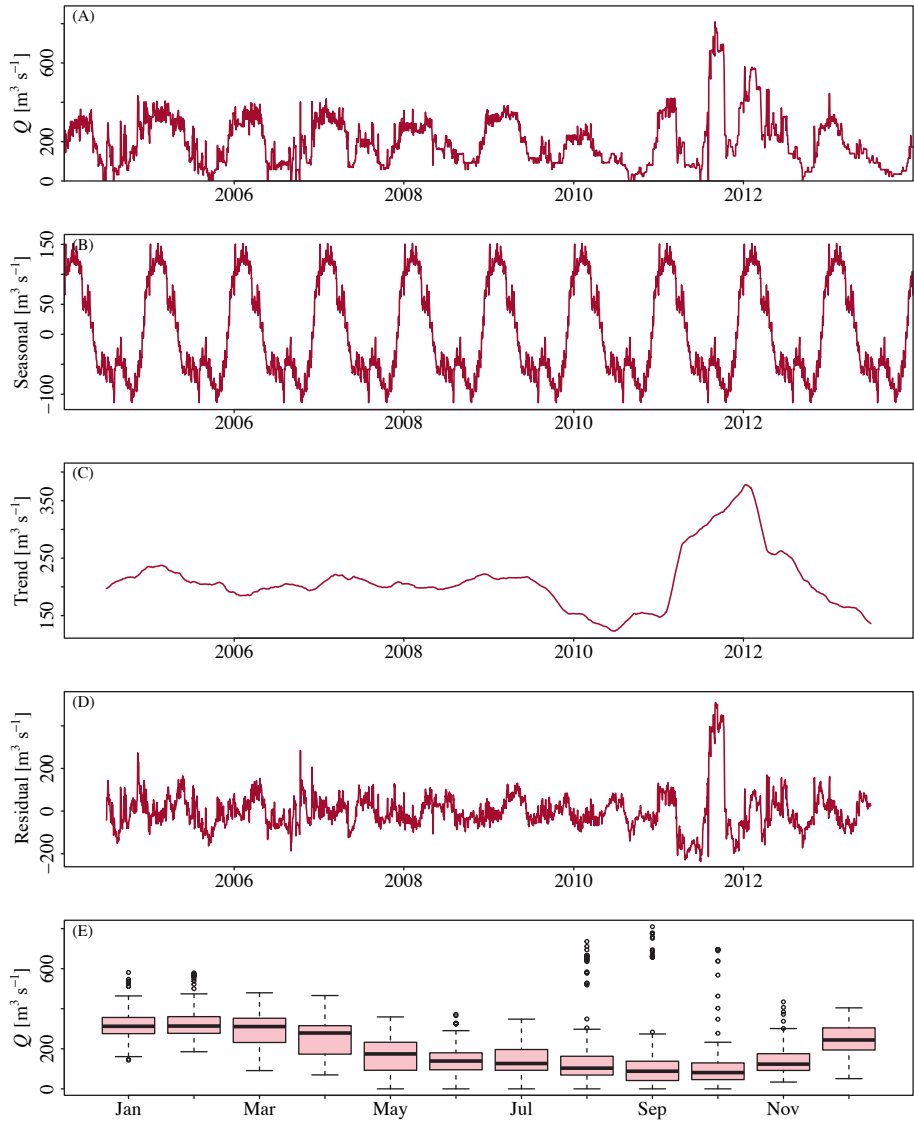 (A)
Q [m³ s⁻¹]
600
200
0
2006 2008 2010 2012
(B)
Seasonal [m³ s⁻¹]
150
50
0
−100
2006 2008 2010 2012
(C)
Trend [m³ s⁻¹]
350
250
150
2006 2008 2010 2012
(D)
Residual [m³ s⁻¹]
200
0
−200
2006 2008 2010 2012
(E)
Q [m³ s⁻¹]
600
200
0
Jan Mar May Jul Sep Nov